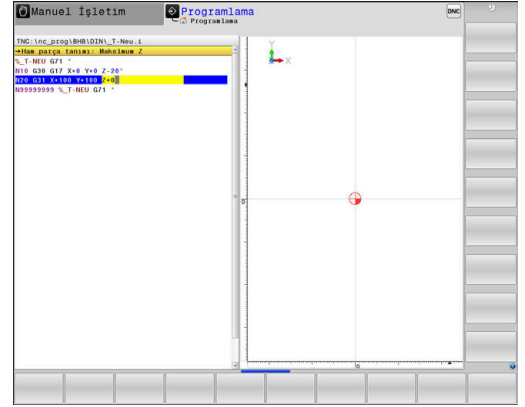 Manuel İşletim
Programlama
DNC
Programlama
TNC:\nc_prog\BHB\DIN\_T-Neu.i
→Ham parça tanımı: Maksimum Z
%_T-NEU G71 *
N10 G30 G17 X+0 Y+0 Z-20*
N20 G31 X+100 Y+100 Z+0
N99999999 %_T-NEU G71 *
Y
X
0
0